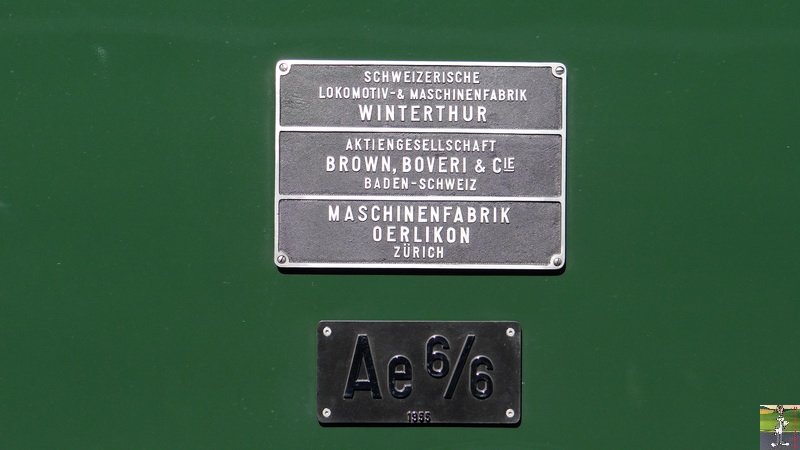 SCHWEIZERISCHE
LOKOMOTIV-& MASCHINENFABRIK
WINTERTHUR
AKTIENGESELLSCHAFT
BROWN, BOVERI & CIE
BADEN-SCHWEIZ
MASCHINENFABRIK
OERLIKON
ZÜRICH
Ae 6/6
1955